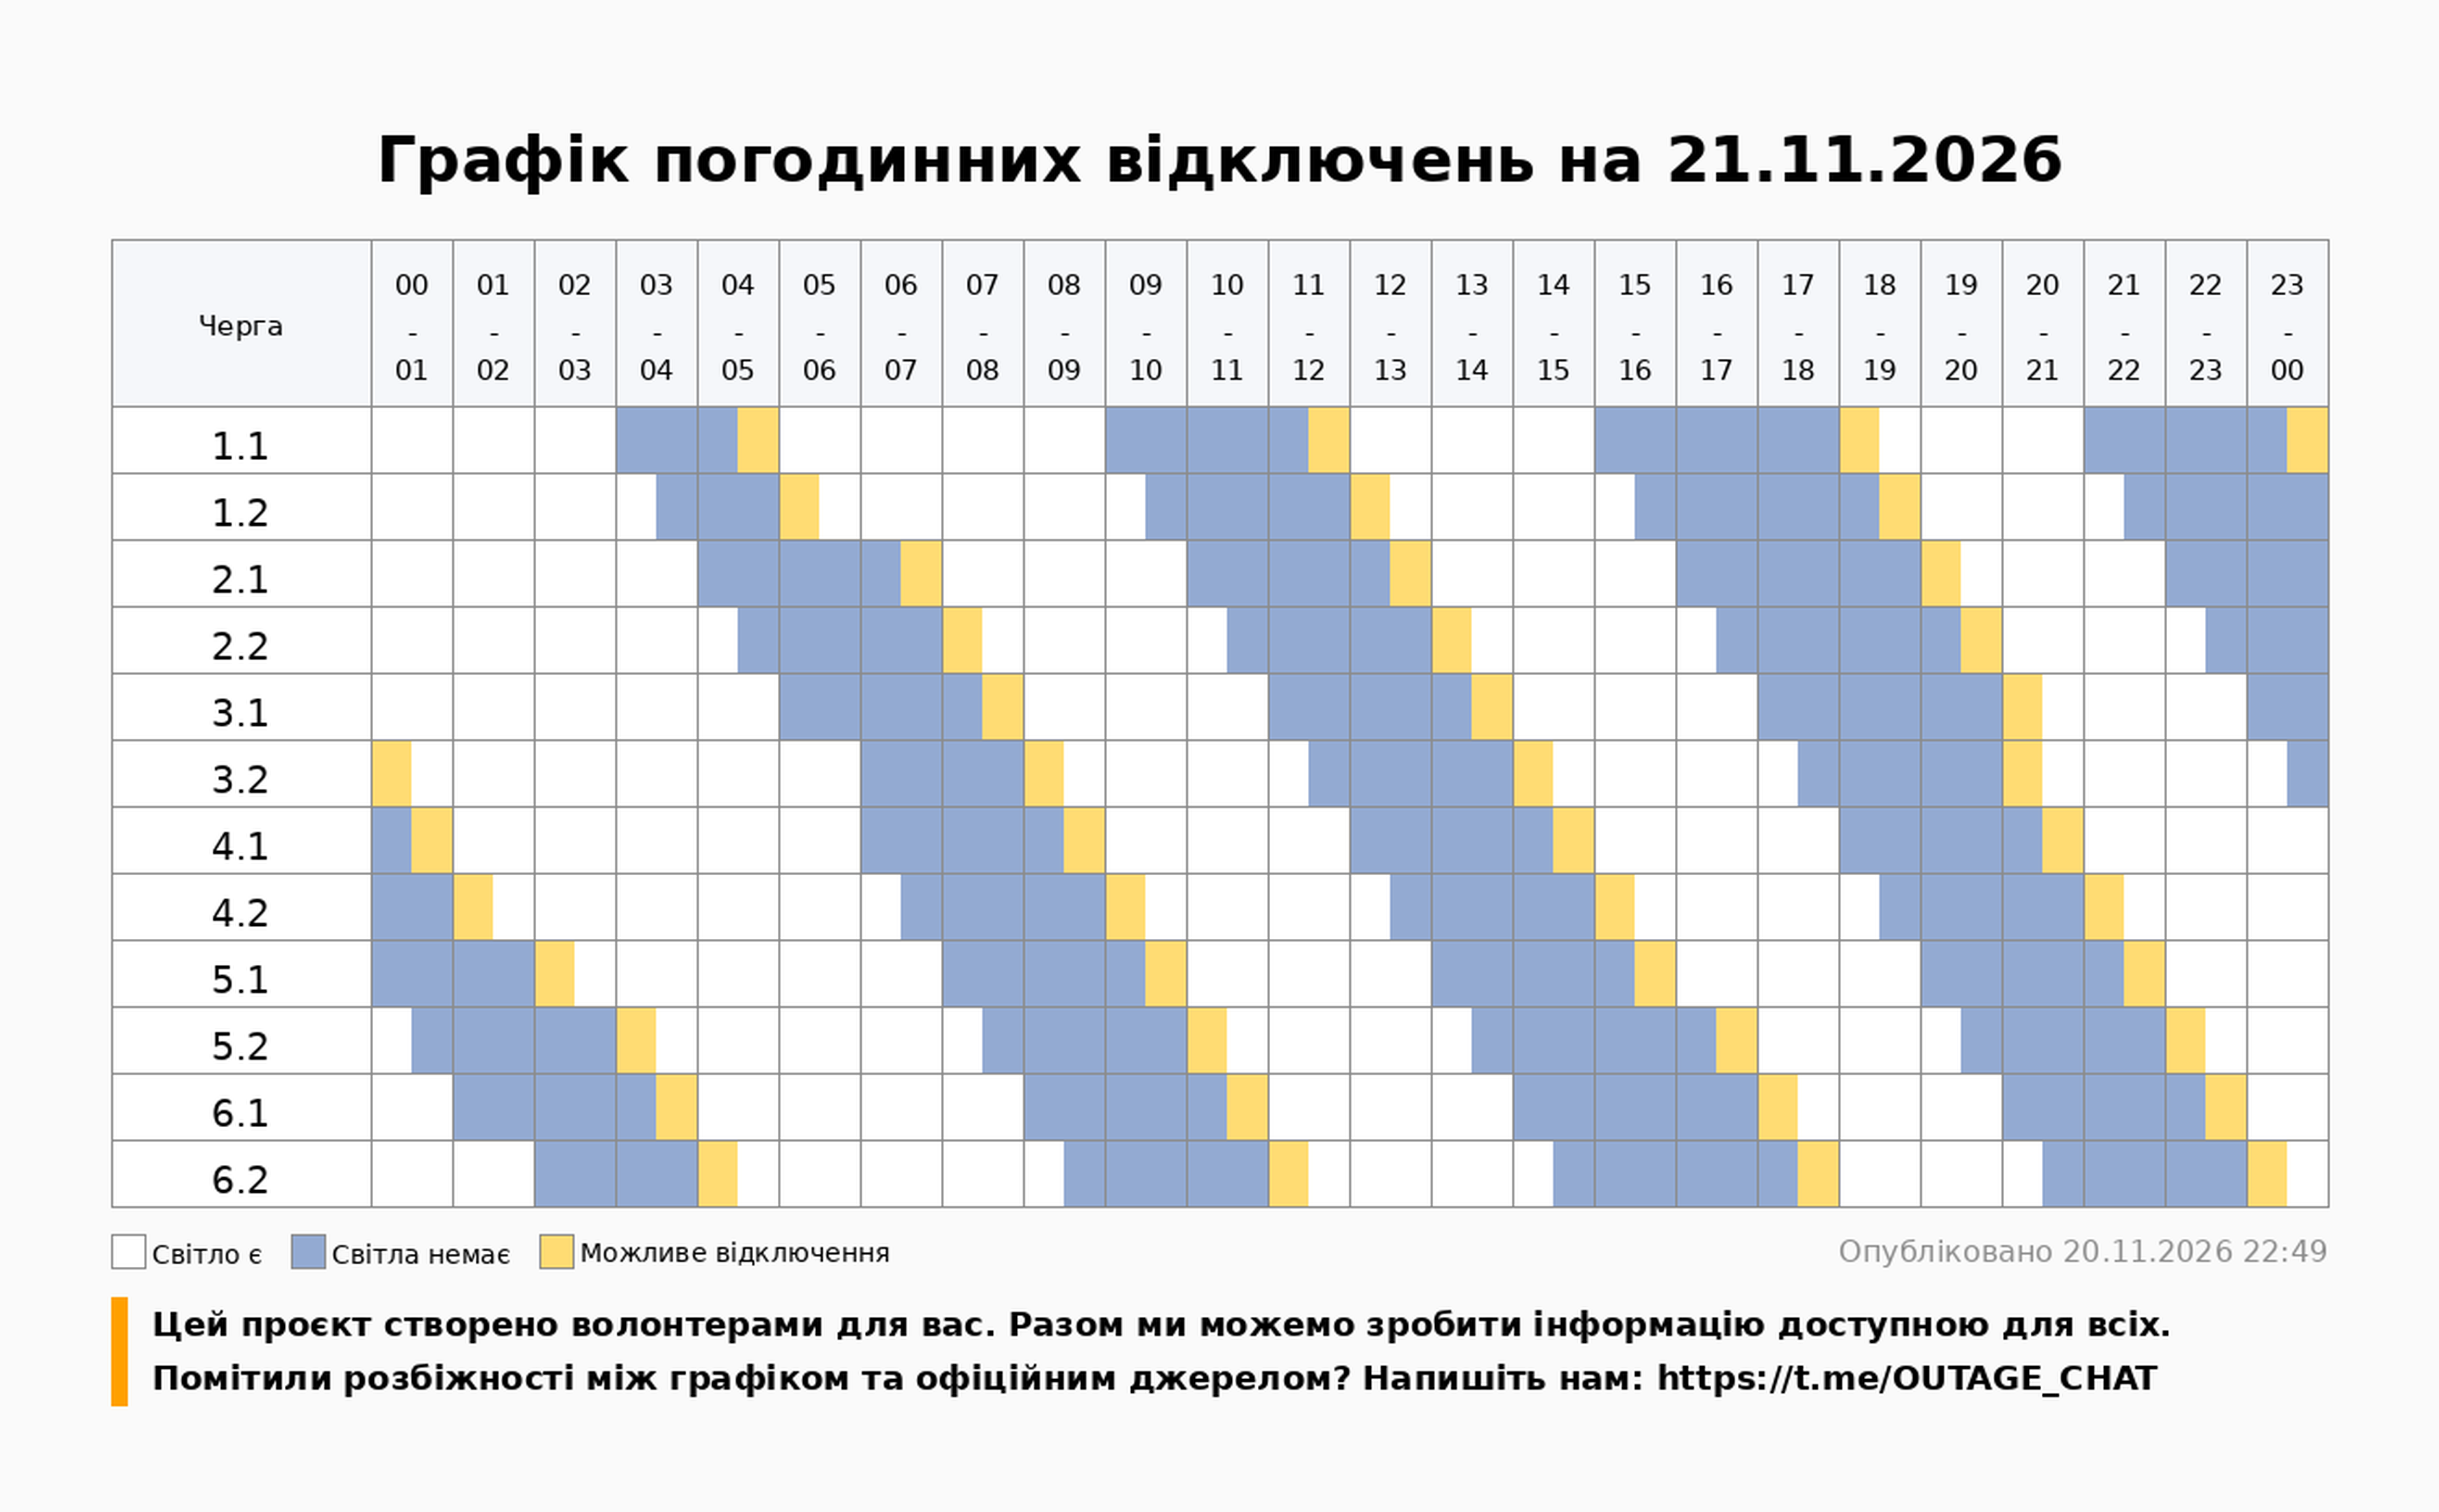 Графік погодинних відключень на 21.11.2026
Черга
00 - 01
01 - 02
02 - 03
03 - 04
04 - 05
05 - 06
06 - 07
07 - 08
08 - 09
09 - 10
10 - 11
11 - 12
12 - 13
13 - 14
14 - 15
15 - 16
16 - 17
17 - 18
18 - 19
19 - 20
20 - 21
21 - 22
22 - 23
23 - 00
1.1
1.2
2.1
2.2
3.1
3.2
4.1
4.2
5.1
5.2
6.1
6.2
Світло є
Світла немає
Можливе відключення
Опубліковано 20.11.2026 22:49
Цей проєкт створено волонтерами для вас. Разом ми можемо зробити інформацію доступною для всіх.
Помітили розбіжності між графіком та офіційним джерелом? Напишіть нам: https://t.me/OUTAGE_CHAT